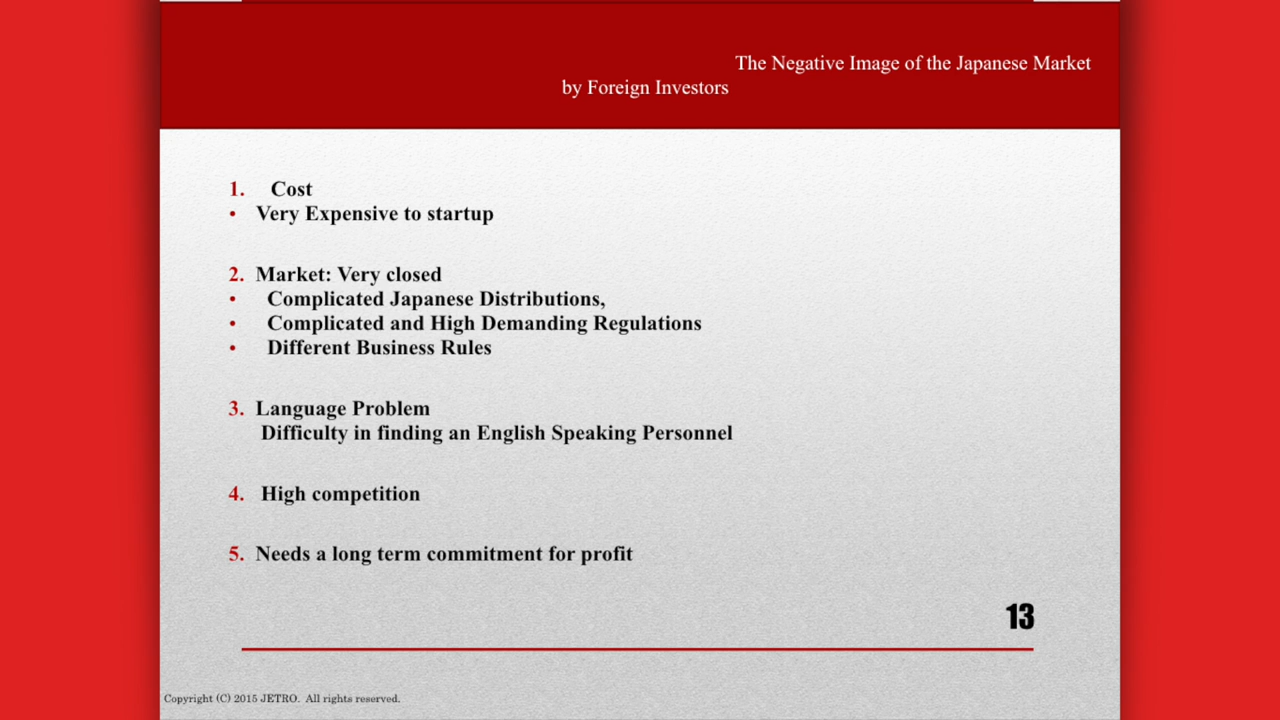 The Negative Image of the Japanese Market
by Foreign Investors
1. Cost
• Very Expensive to startup
2. Market: Very closed
• Complicated Japanese Distributions,
• Complicated and High Demanding Regulations
• Different Business Rules
3. Language Problem
Difficulty in finding an English Speaking Personnel
4. High competition
5. Needs a long term commitment for profit
13
Copyright (C) 2015 JETRO. All rights reserved.